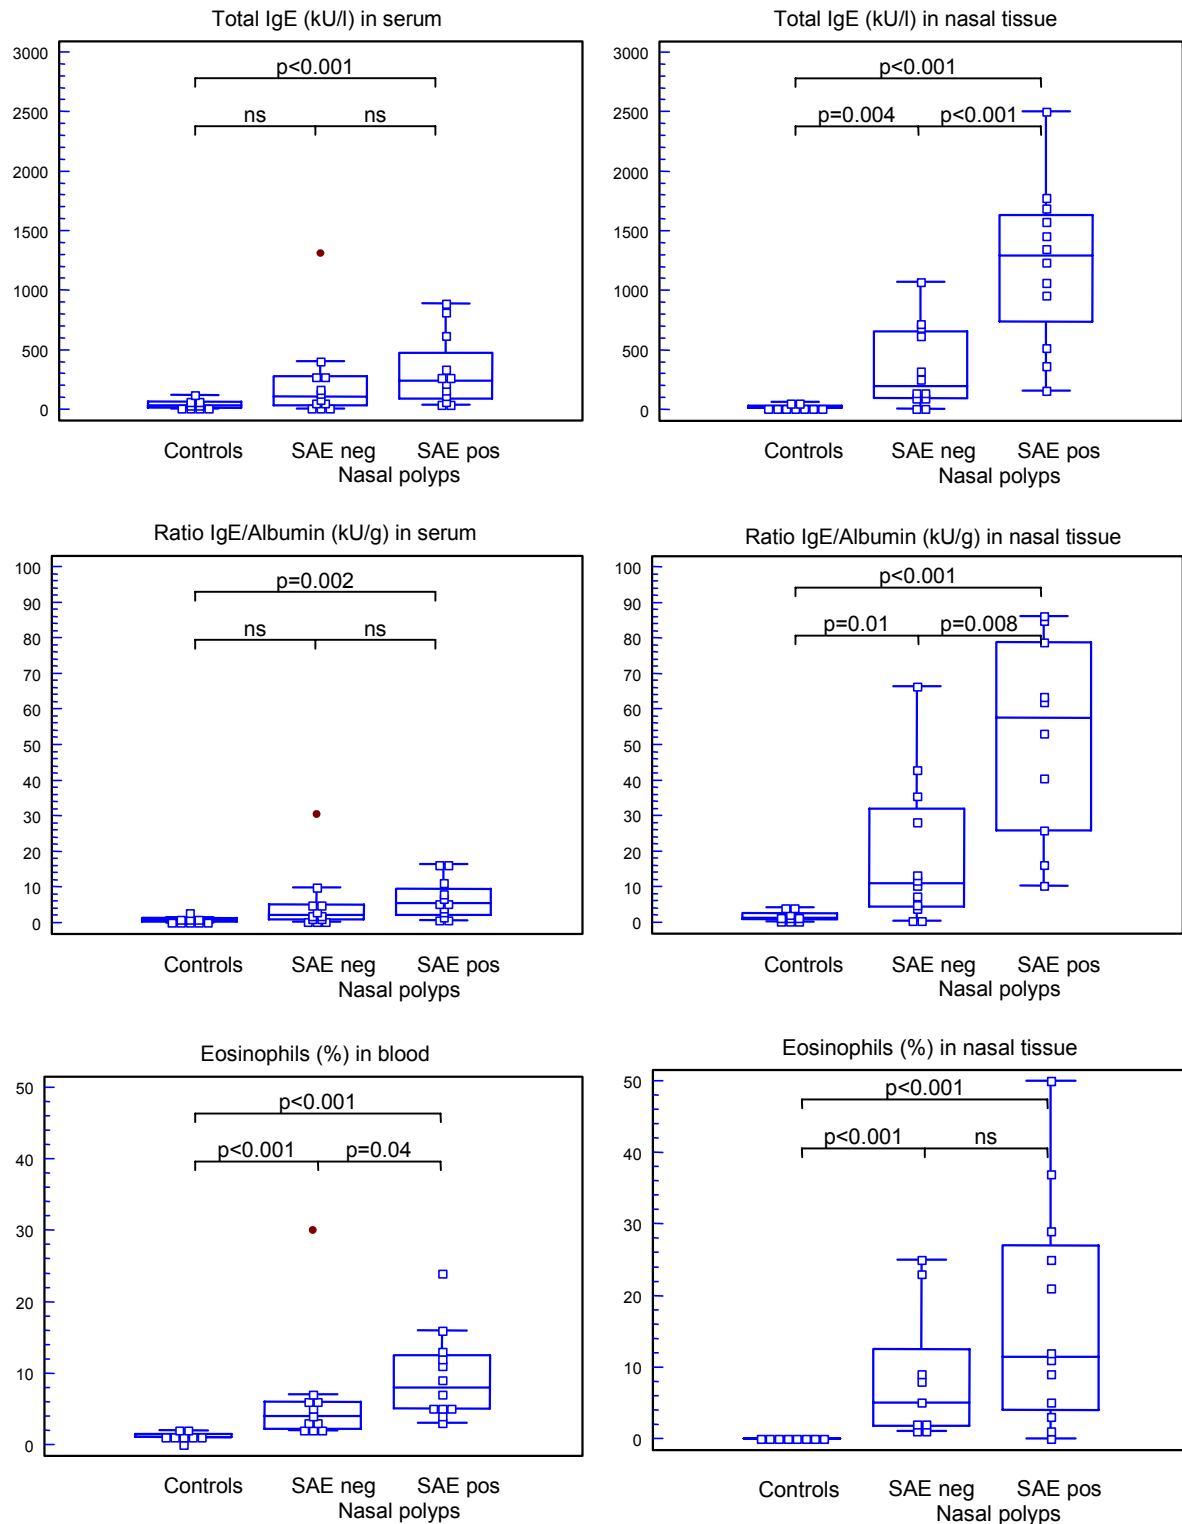 Total IgE (kU/l) in serum
3000
2500
2000
1500
1000
500
0
p<0.001
ns ns
Controls SAE neg SAE pos
Nasal polyps
Total IgE (kU/l) in nasal tissue
3000
2500
2000
1500
1000
500
0
p<0.001
p=0.004 p<0.001
Controls SAE neg SAE pos
Nasal polyps
Ratio IgE/Albumin (kU/g) in serum
100
90
80
70
60
50
40
30
20
10
0
p=0.002
ns ns
Controls SAE neg SAE pos
Nasal polyps
Ratio IgE/Albumin (kU/g) in nasal tissue
100
90
80
70
60
50
40
30
20
10
0
p<0.001
p=0.01 p=0.008
Controls SAE neg SAE pos
Nasal polyps
Eosinophils (%) in blood
50
40
30
20
10
0
p<0.001
p<0.001 p=0.04
Controls SAE neg SAE pos
Nasal polyps
Eosinophils (%) in nasal tissue
50
40
30
20
10
0
p<0.001
p<0.001 ns
Controls SAE neg SAE pos
Nasal polyps